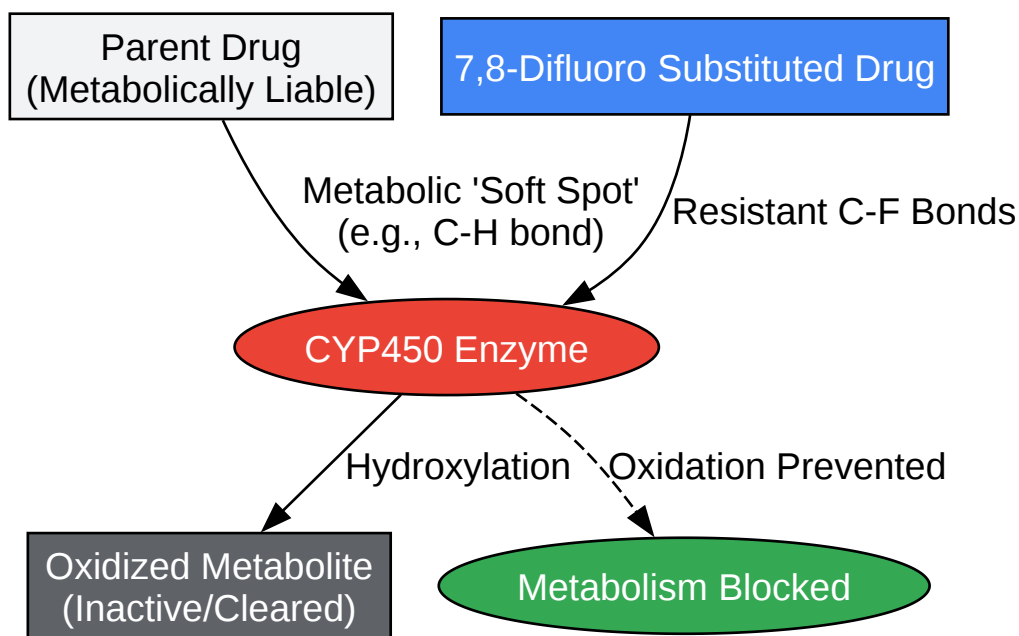 Parent Drug
(Metabolically Liable)
7,8-Difluoro Substituted Drug
Metabolic 'Soft Spot'
(e.g., C-H bond)
Resistant C-F Bonds
CYP450 Enzyme
Hydroxylation
Oxidation Prevented
Oxidized Metabolite
(Inactive/Cleared)
Metabolism Blocked